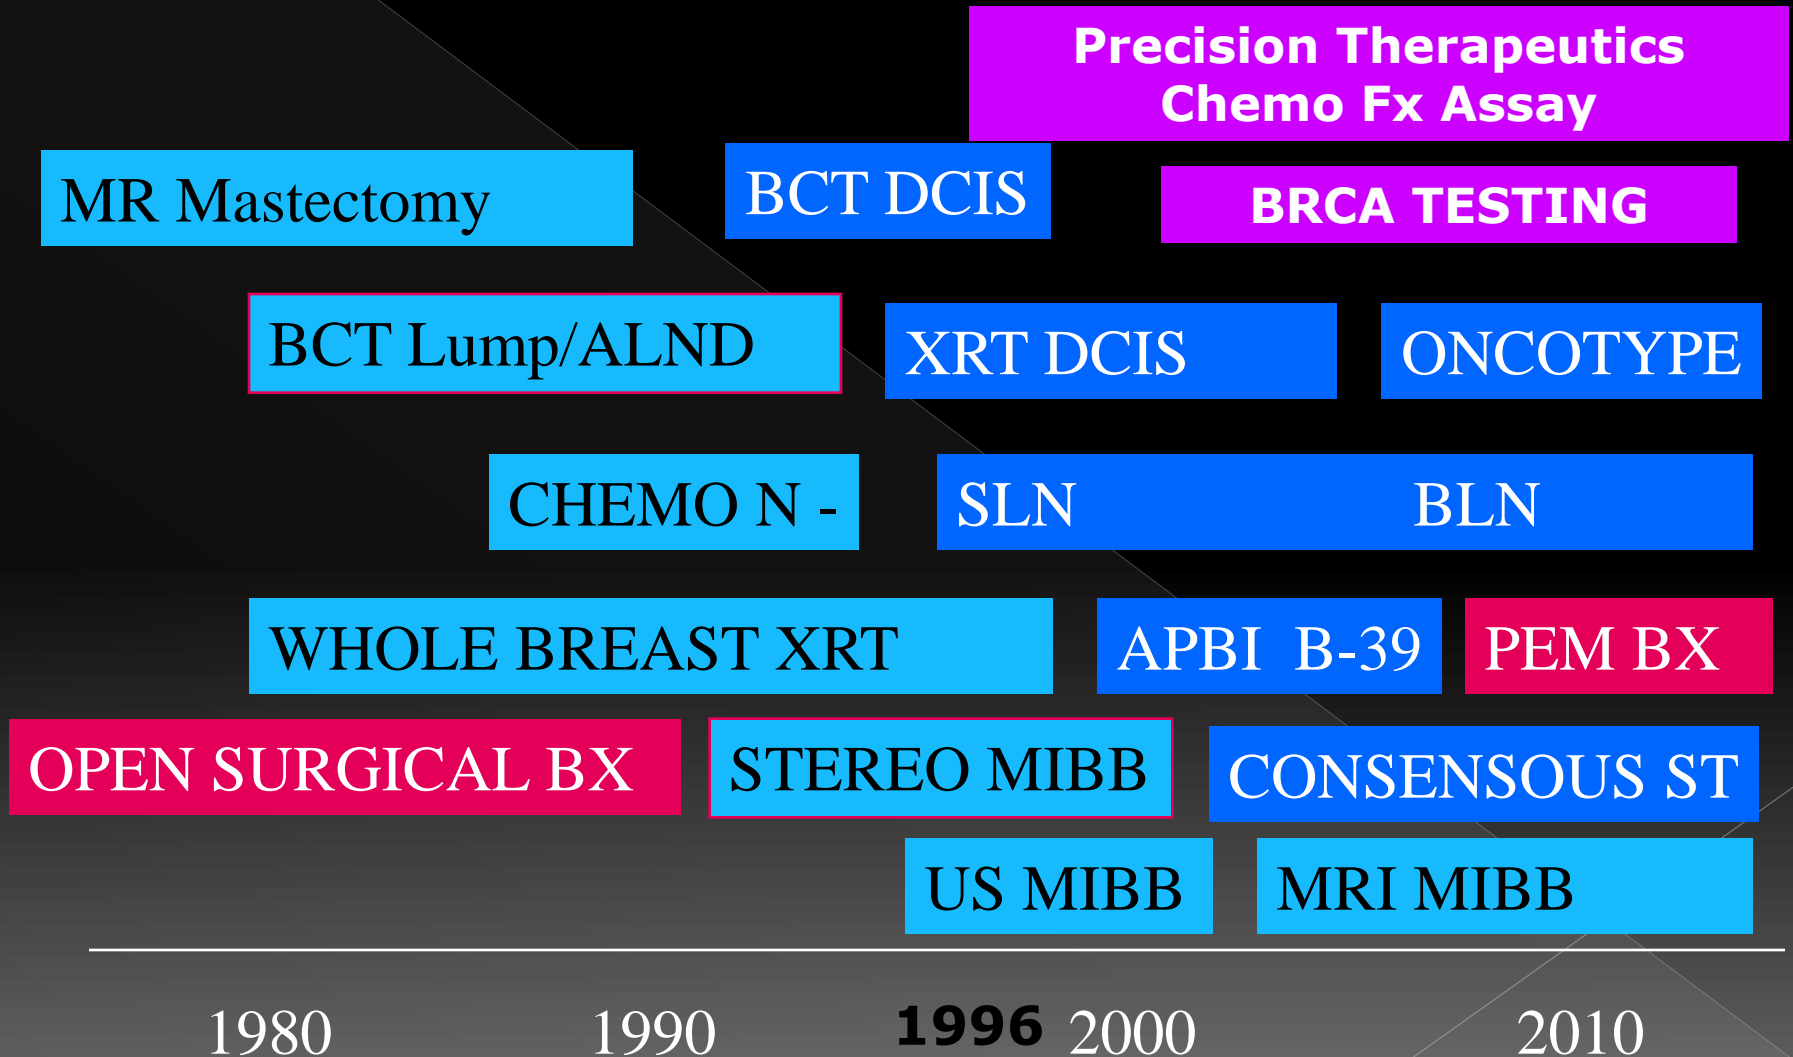 Precision Therapeutics
Chemo Fx Assay
MR Mastectomy
BCT DCIS
BRCA TESTING
BCT Lump/ALND
XRT DCIS
ONCOTYPE
CHEMO N -
SLN BLN
WHOLE BREAST XRT
APBI B-39
PEM BX
OPEN SURGICAL BX
STEREO MIBB
CONSENSOUS ST
US MIBB
MRI MIBB
1980 1990 1996 2000 2010